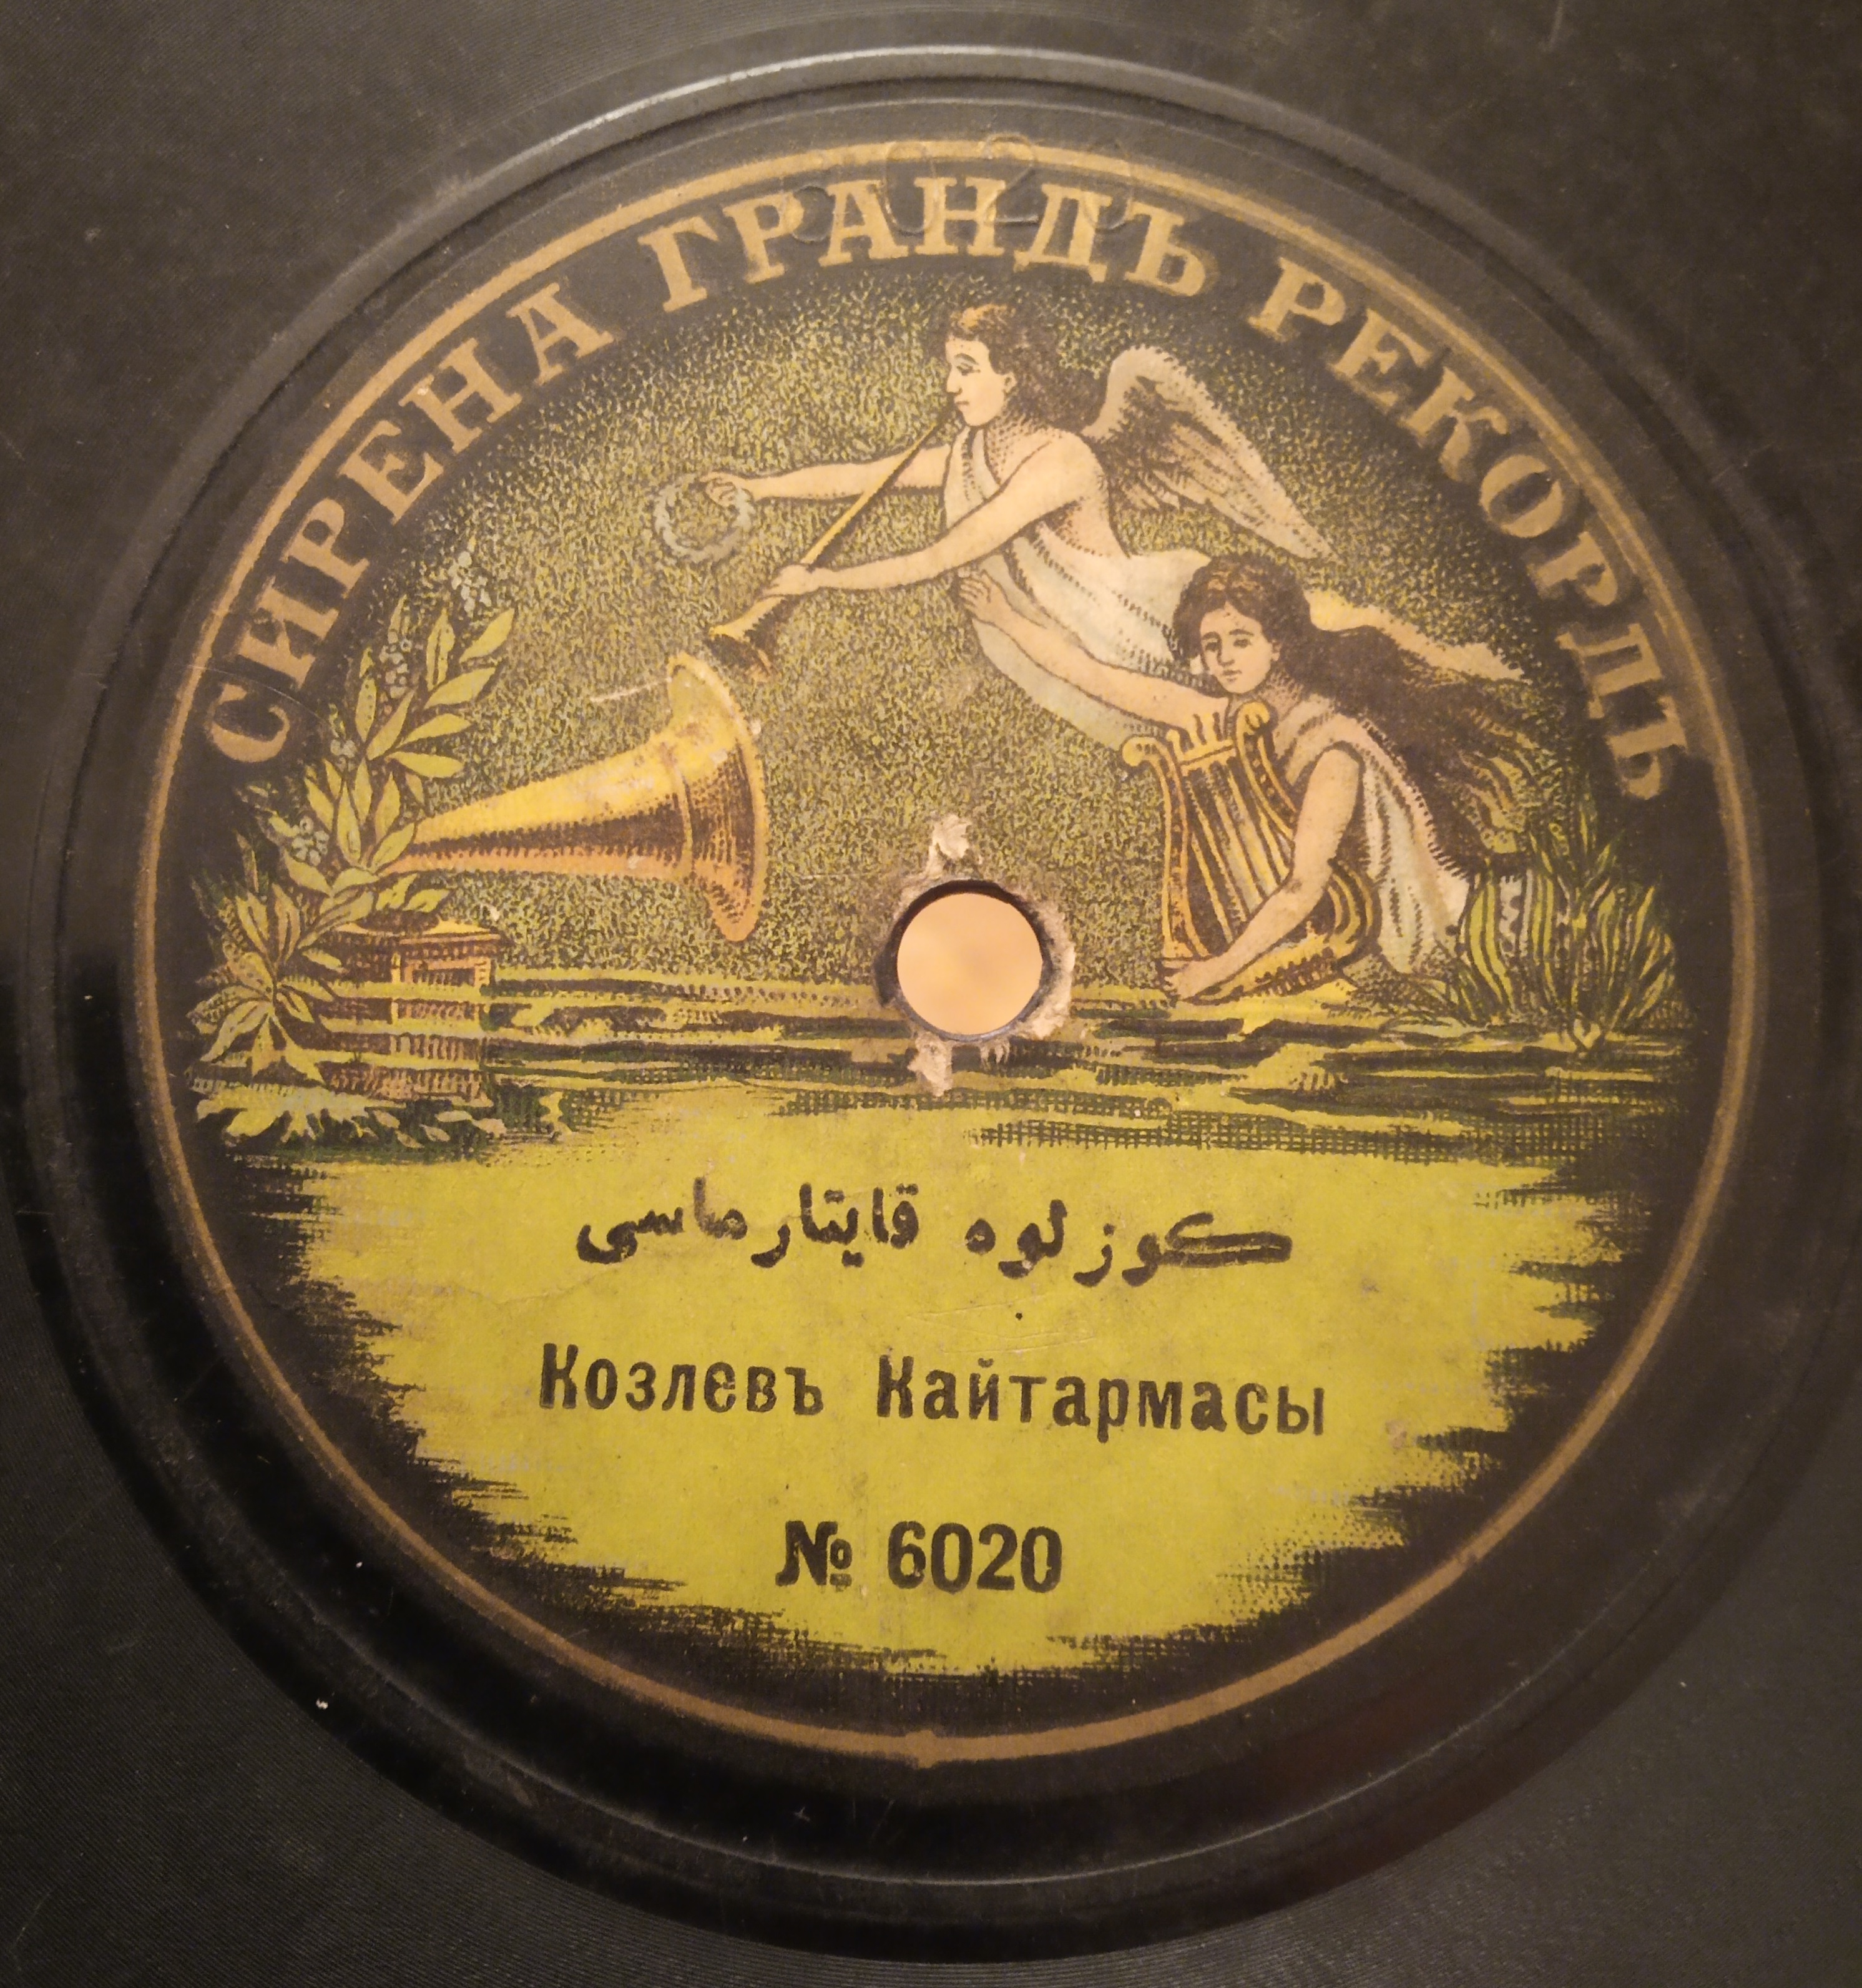 СИРЕНА ГРАНДЪ РЕКОРДЪ
كوزلوه قايتارماسى
Козлевъ Кайтармасы
№ 6020